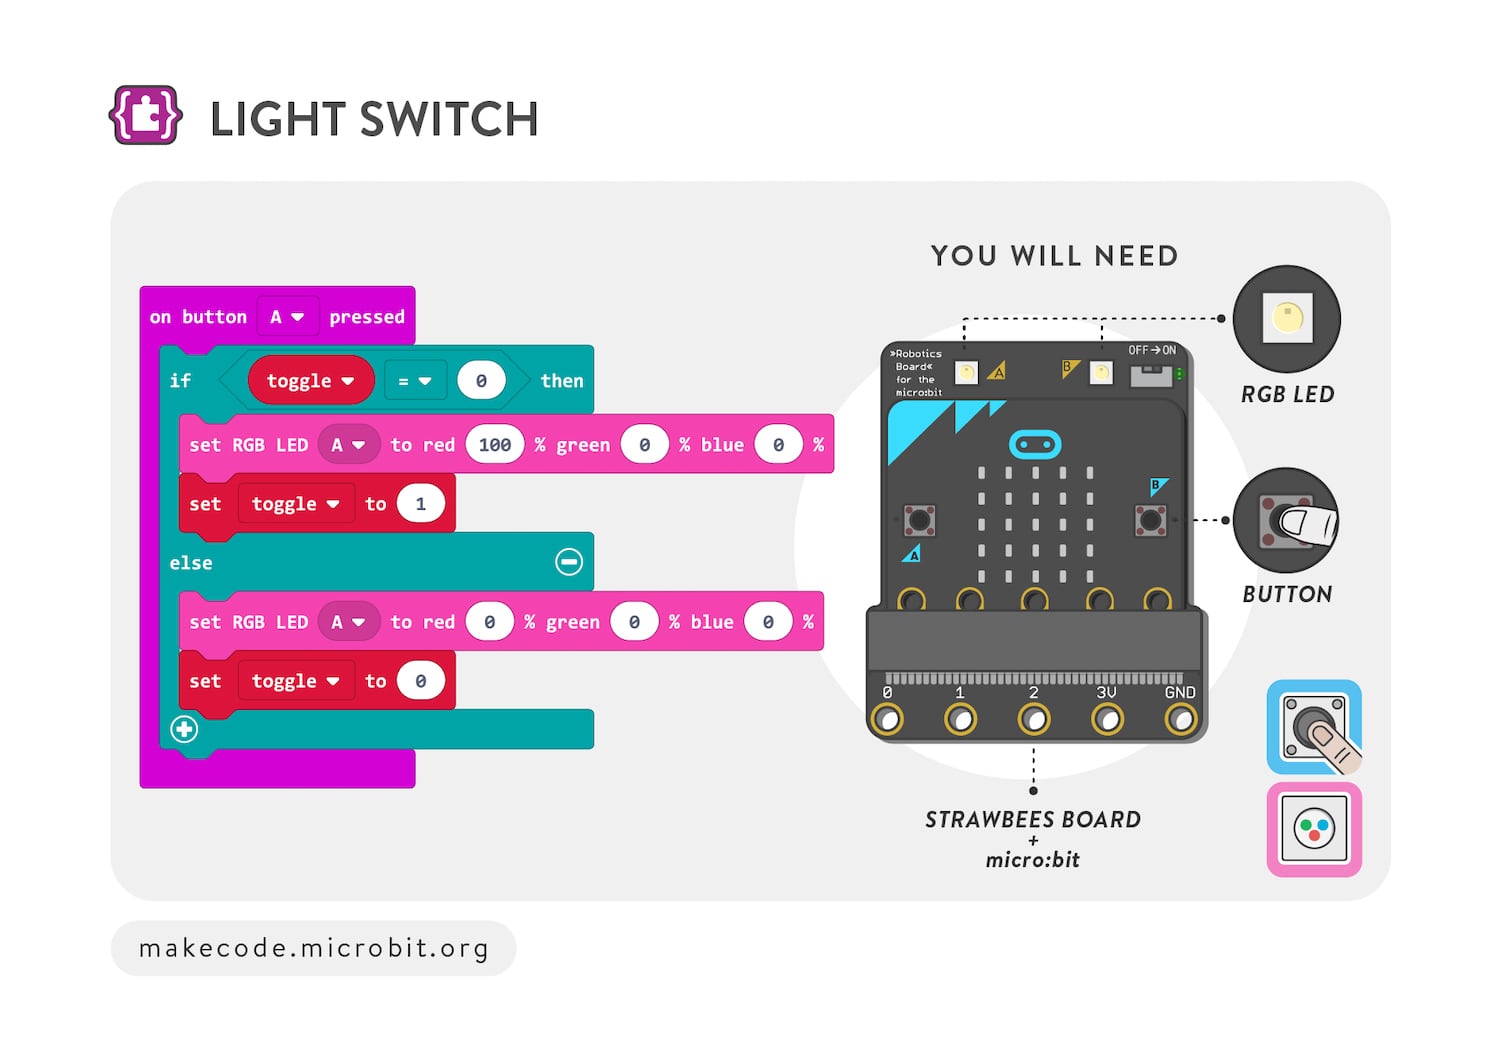 LIGHT SWITCH
on button A pressed
if toggle = 0 then
set RGB LED A to red 100 % green 0 % blue 0 %
set toggle to 1
else
set RGB LED A to red 0 % green 0 % blue 0 %
set toggle to 0
YOU WILL NEED
»Robotics
Board«
for the
micro:bit
A
B
OFF→ON
B
A
0 1 2 3V GND
RGB LED
BUTTON
STRAWBEES BOARD
+
micro:bit
makecode.microbit.org